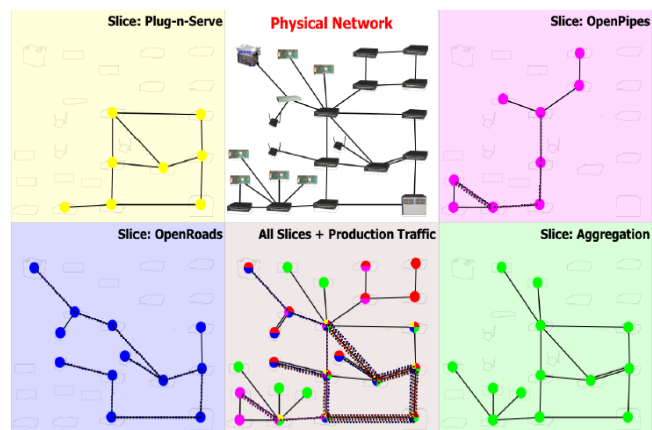 Slice: Plug-n-Serve
Physical Network
Slice: OpenPipes
Slice: OpenRoads
All Slices + Production Traffic
Slice: Aggregation